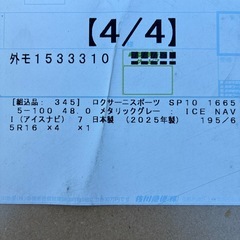 【4/4】
外モ1533310
[組込品: 345] ロクサーニスポーツ SP10 1665
5-100 48.0 メタリックグレー : ICE NAV
I (アイスナビ) 7 日本製 (2025年製) 195/6
5R16 ×4 ×1